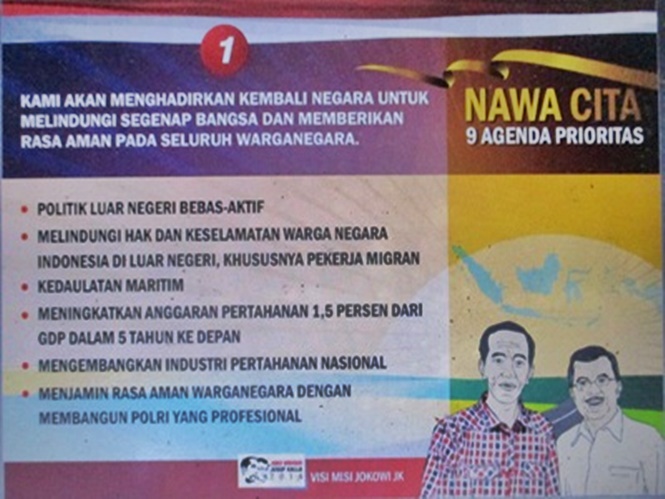 1
KAMI AKAN MENGHADIRKAN KEMBALI NEGARA UNTUK
MELINDUNGI SEGENAP BANGSA DAN MEMBERIKAN
RASA AMAN PADA SELURUH WARGANEGARA.
NAWA CITA
9 AGENDA PRIORITAS
• POLITIK LUAR NEGERI BEBAS-AKTIF
• MELINDUNGI HAK DAN KESELAMATAN WARGA NEGARA
INDONESIA DI LUAR NEGERI, KHUSUSNYA PEKERJA MIGRAN
• KEDAULATAN MARITIM
• MENINGKATKAN ANGGARAN PERTAHANAN 1,5 PERSEN DARI
GDP DALAM 5 TAHUN KE DEPAN
• MENGEMBANGKAN INDUSTRI PERTAHANAN NASIONAL
• MENJAMIN RASA AMAN WARGANEGARA DENGAN
MEMBANGUN POLRI YANG PROFESIONAL
VISI MISI JOKOWI JK